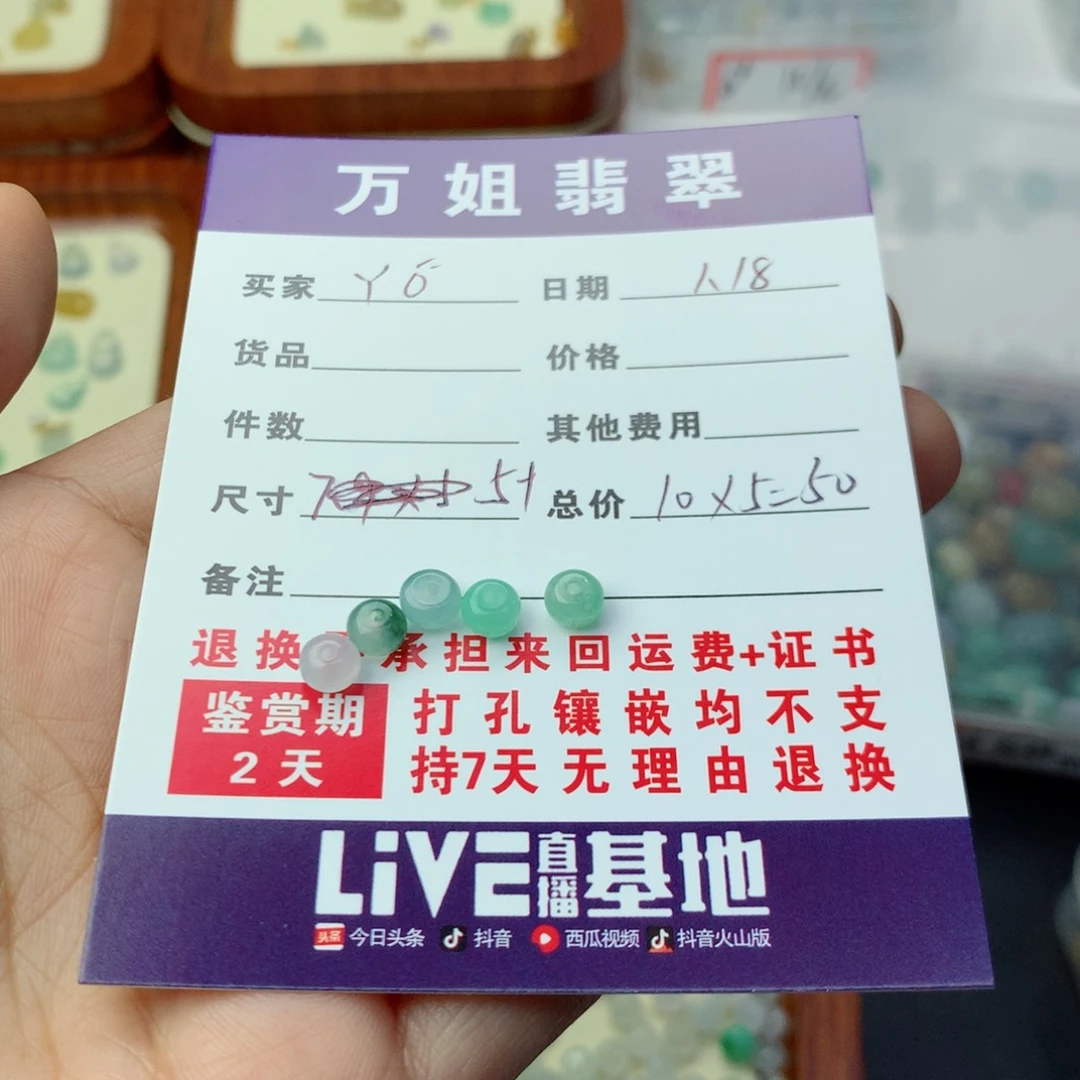 万姐翡翠
买家 Yō 日期 1.18
货品 价格
件数 其他费用
尺寸 总价 10×5=50
备注
退换 承担来回运费+证书
鉴赏期 打孔镶嵌均不支
2天 持7天无理由退换
LiVE直播基地
头条 今日头条 抖音 西瓜视频 抖音火山版